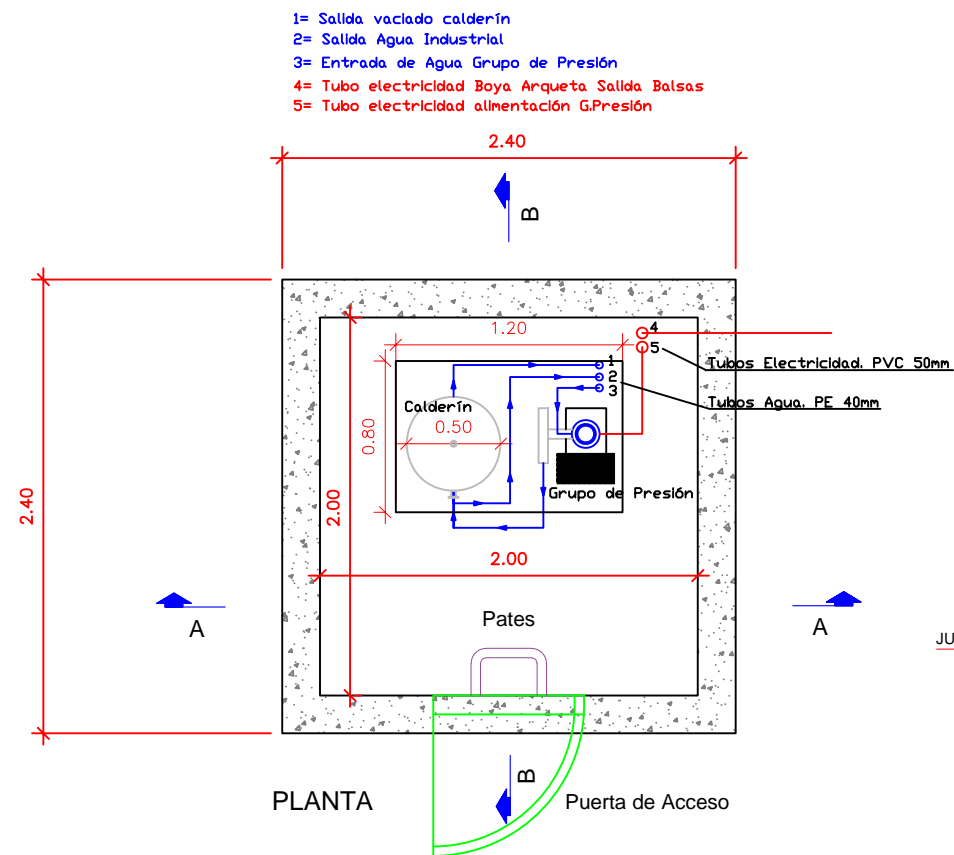 1= Salida vaciado calderín
2= Salida Agua Industrial
3= Entrada de Agua Grupo de Presión
4= Tubo electricidad Boya Arqueta Salida Balsas
5= Tubo electricidad alimentación G.Presión
2.40
B
4
1.20
5
1
Tubos Electricidad. PVC 50mm
2
3
Calderín
Tubos Agua. PE 40mm
0.80
0.50
Grupo de Presión
2.40
2.00
2.00
Pates
A
A
JU
B
PLANTA
Puerta de Acceso